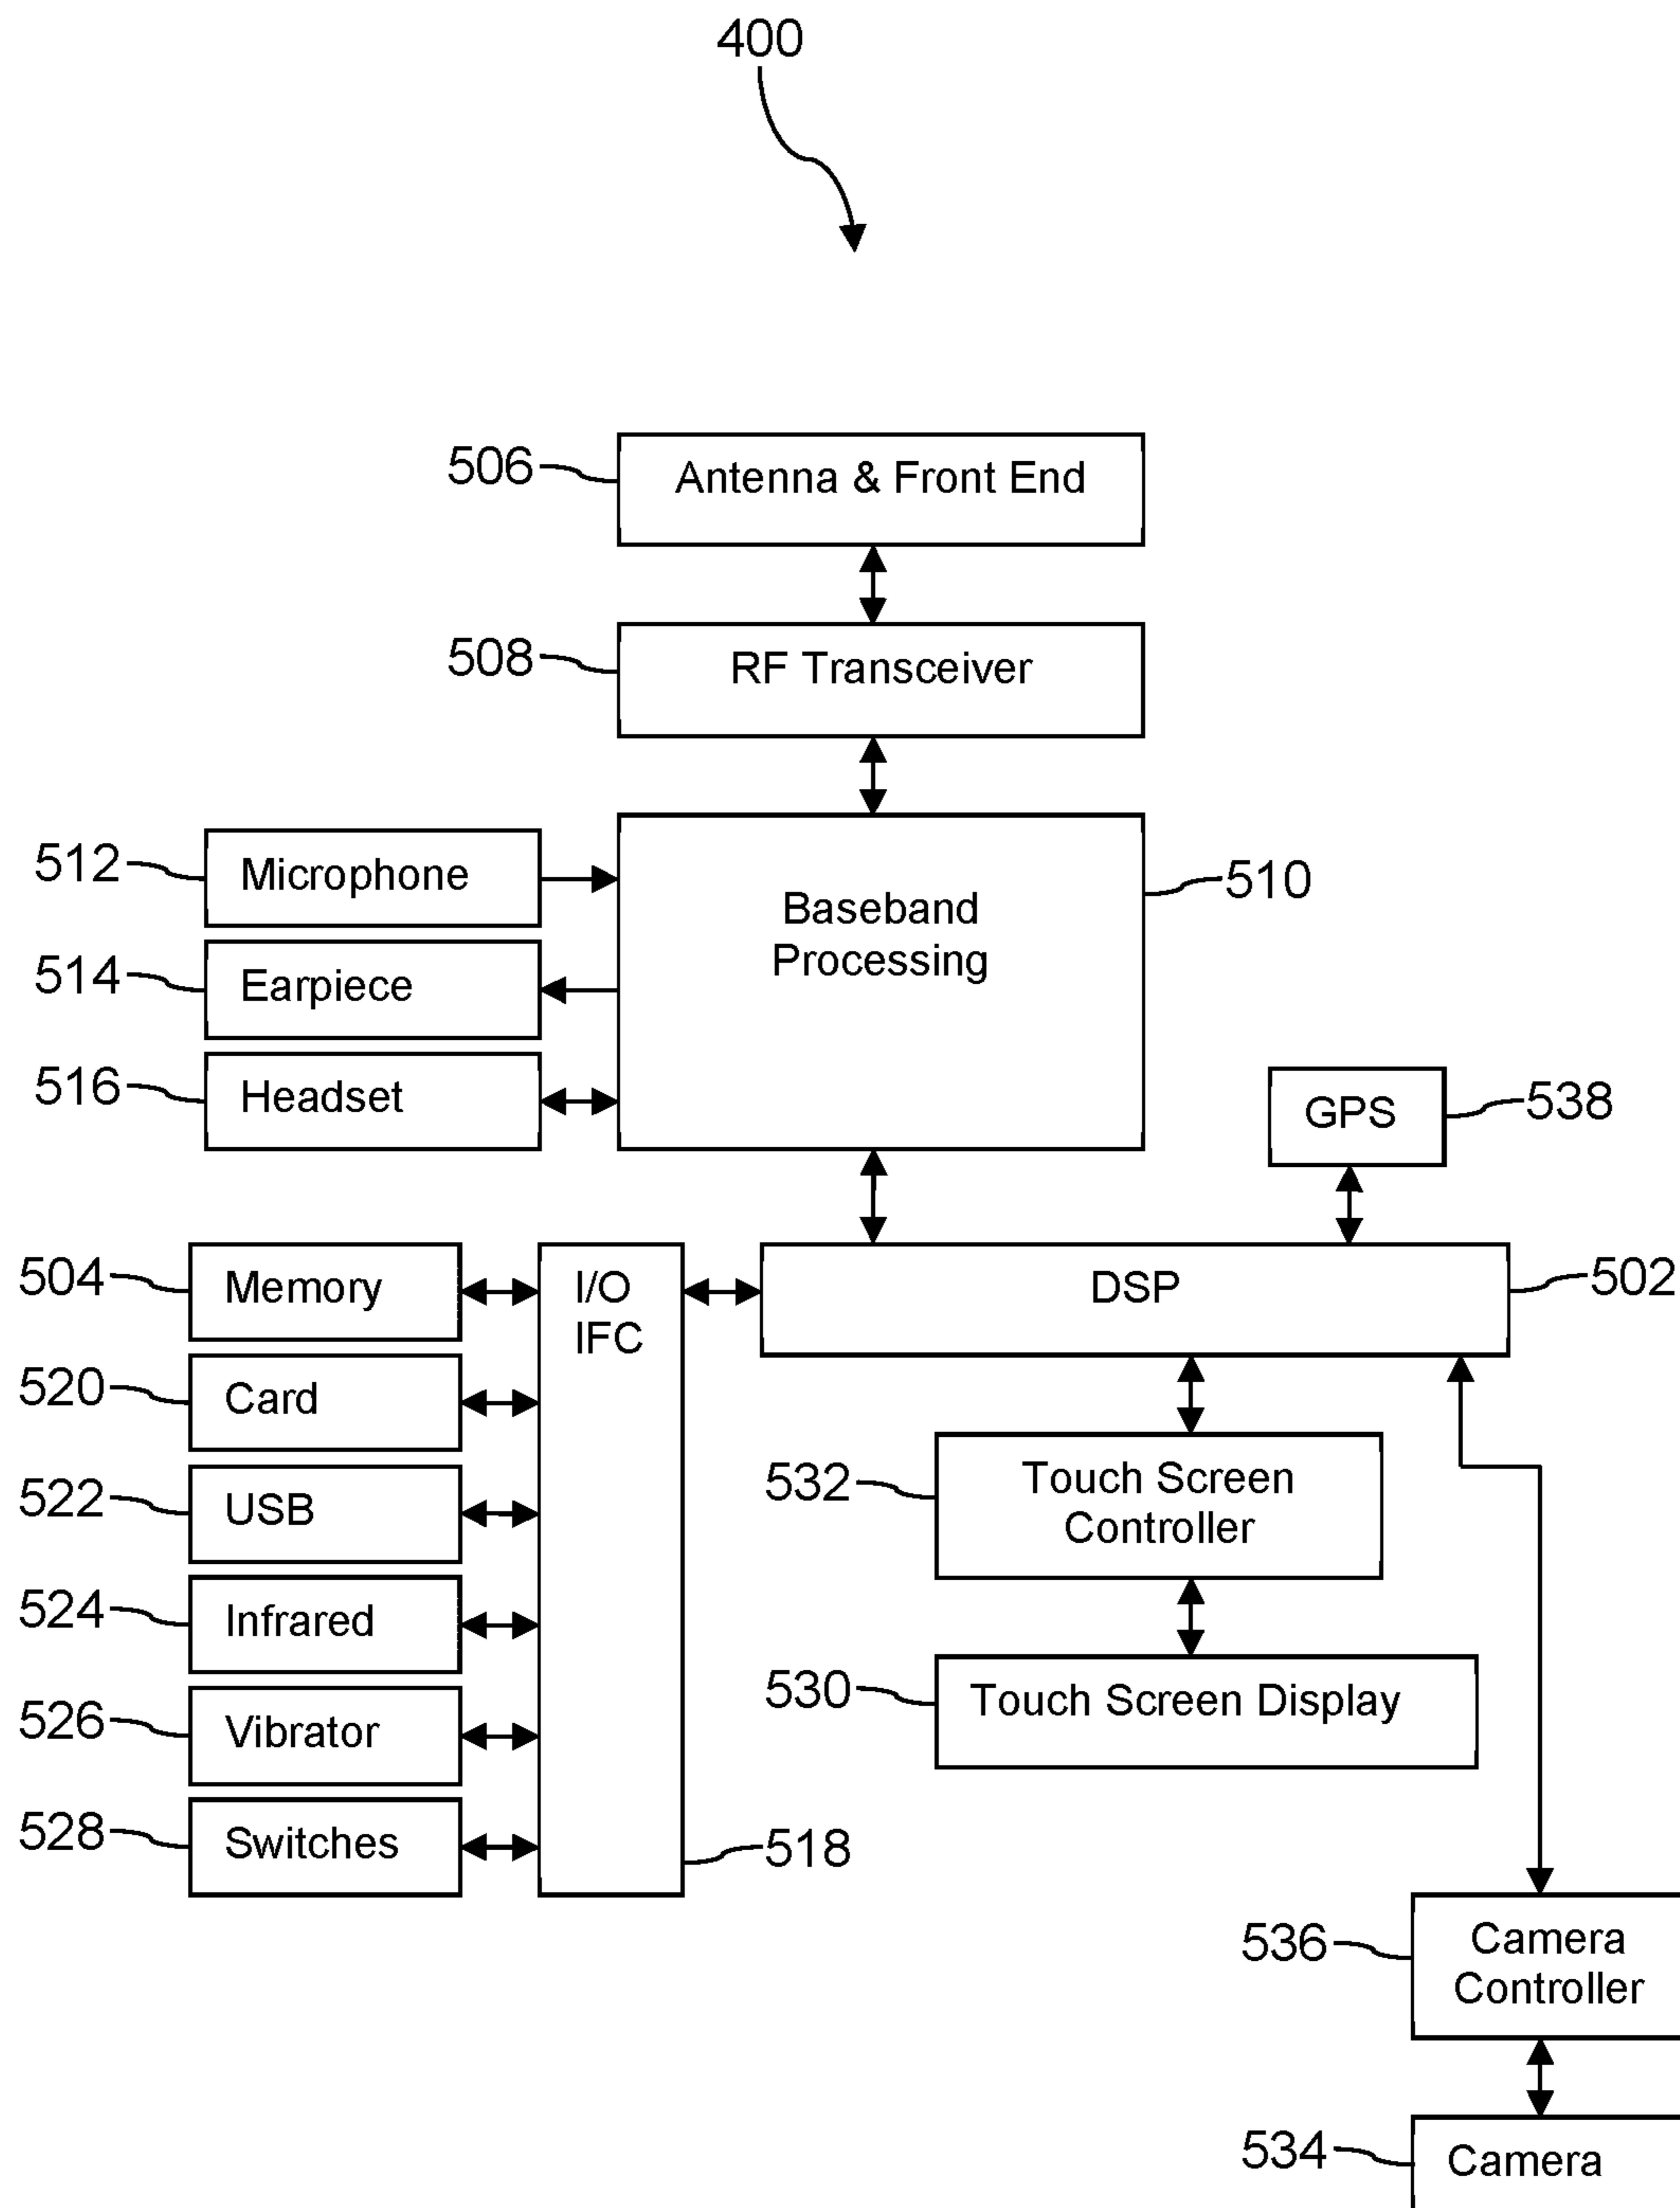 400
506
Antenna & Front End
508
RF Transceiver
512
Microphone
Baseband
Processing
510
514
Earpiece
516
Headset
GPS
538
504
Memory
I/O
IFC
DSP
502
520
Card
522
USB
532
Touch Screen
Controller
524
Infrared
530
Touch Screen Display
526
Vibrator
528
Switches
518
536
Camera
Controller
534
Camera